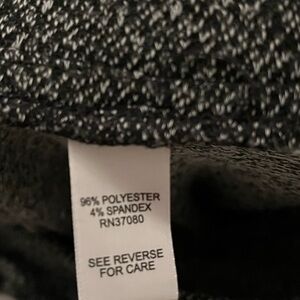 96% POLYESTER
4% SPANDEX
RN37080
SEE REVERSE
FOR CARE